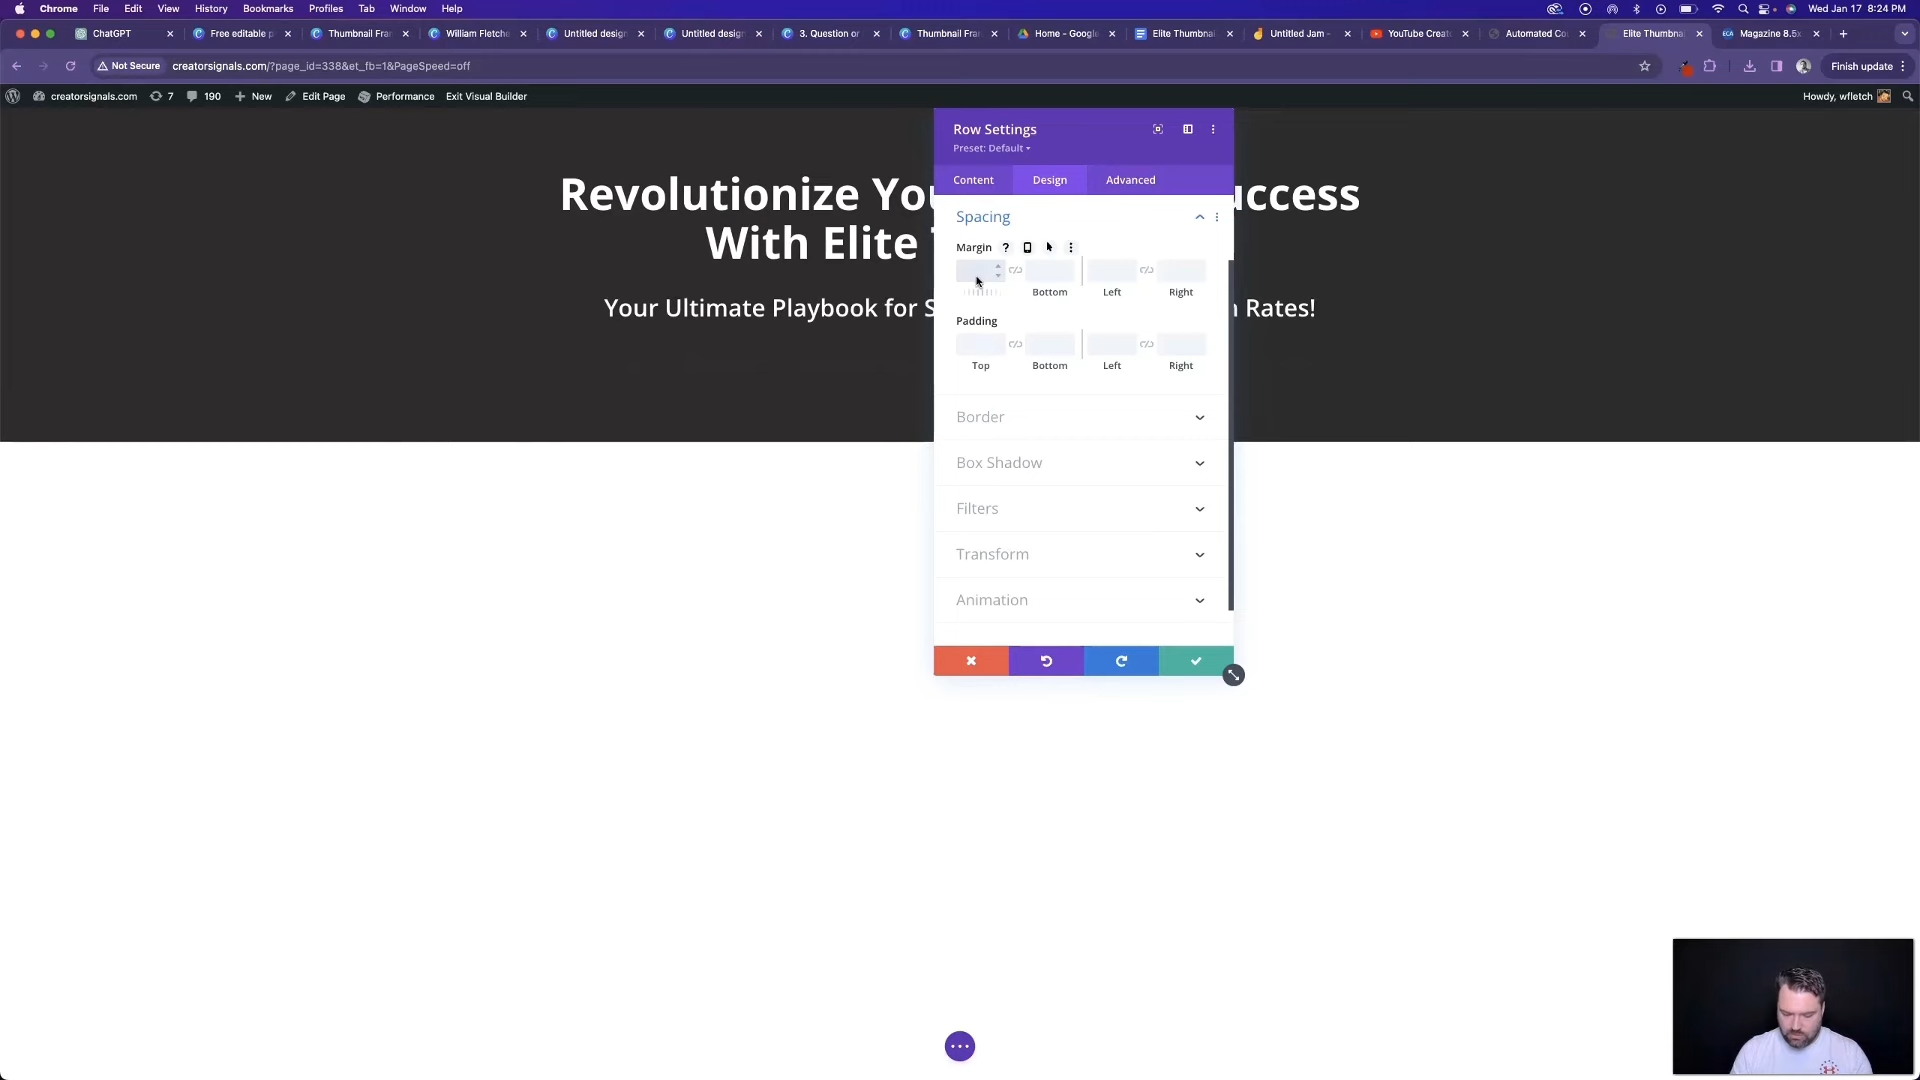 Chrome File Edit View History Bookmarks Profiles Tab Window Help Wed Jan 17 8:24 PM
ChatGPT Free editable p Thumbnail Fra William Fletche Untitled design Untitled design 3. Question or Thumbnail Fra Home - Google Elite Thumbnai Untitled Jam - YouTube Creat Automated Co Elite Thumbnai Magazine 8.5x
Not Secure creatorsignals.com/?page_id=338&et_fb=1&PageSpeed=off Finish update
creatorsignals.com 7 190 New Edit Page Performance Exit Visual Builder Howdy, wfletch
Row Settings
Preset: Default
Content Design Advanced
Revolutionize You uccess
With Elite
Your Ultimate Playbook for S n Rates!
Spacing
Margin ?
Bottom Left Right
Padding
Top Bottom Left Right
Border
Box Shadow
Filters
Transform
Animation